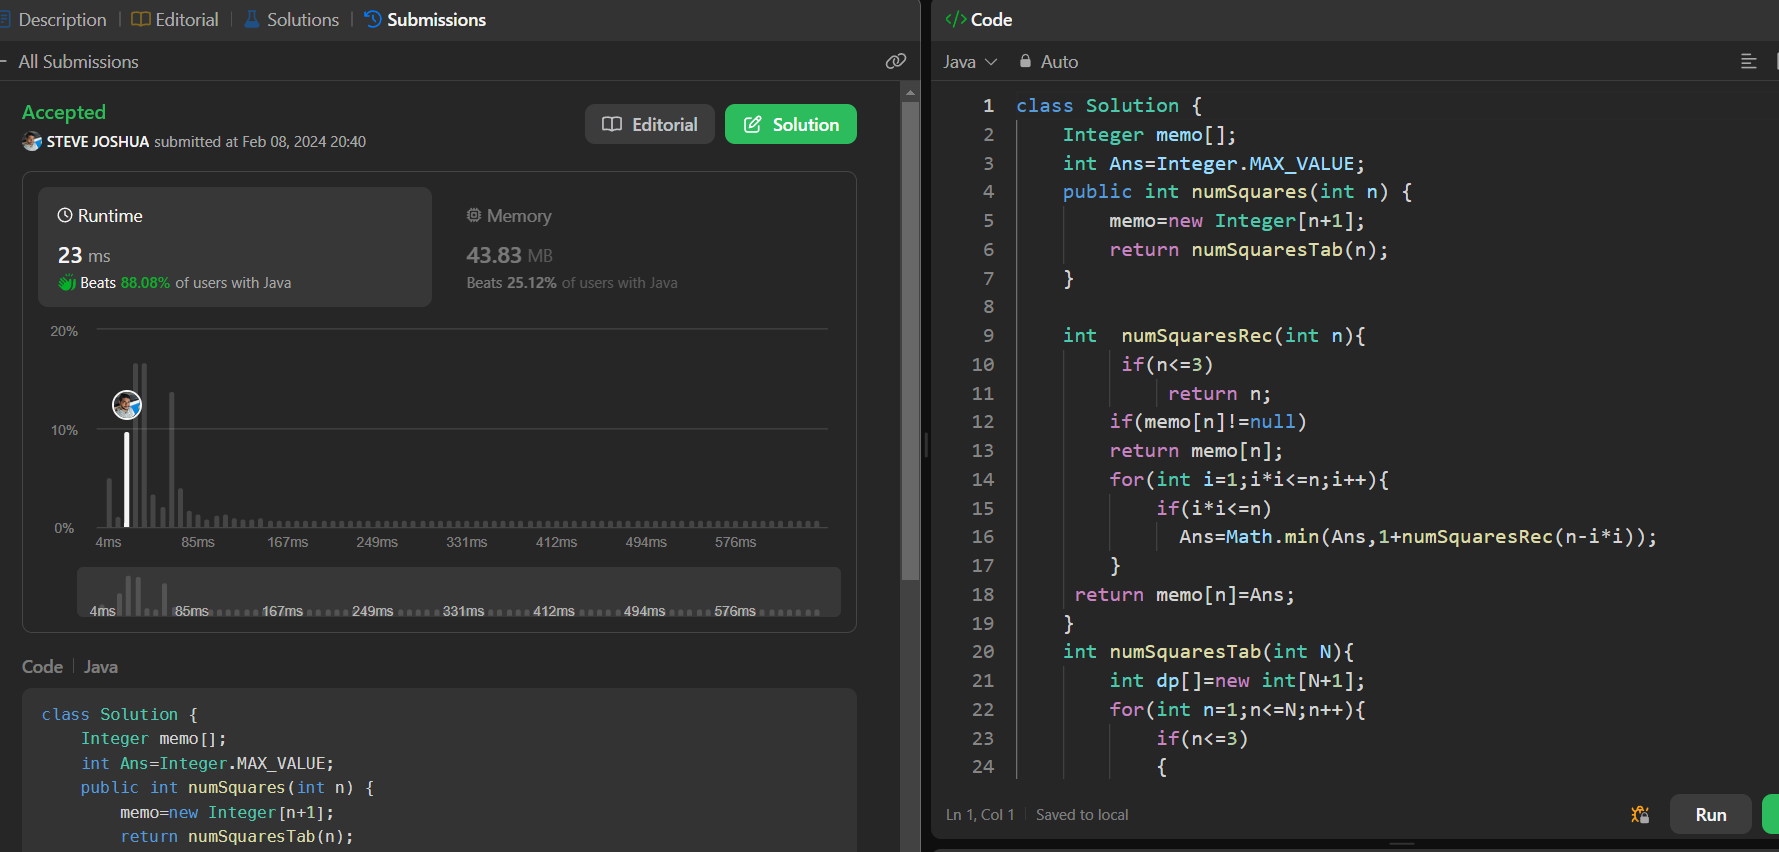 Description | Editorial | Solutions | Submissions
All Submissions
Accepted
STEVE JOSHUA submitted at Feb 08, 2024 20:40
Editorial
Solution
Runtime
23 ms
Beats 88.08% of users with Java
Memory
43.83 MB
Beats 25.12% of users with Java
20%
10%
0%
4ms 85ms 167ms 249ms 331ms 412ms 494ms 576ms
4ms 85ms 167ms 249ms 331ms 412ms 494ms 576ms
Code | Java
class Solution {
    Integer memo[];
    int Ans=Integer.MAX_VALUE;
    public int numSquares(int n) {
        memo=new Integer[n+1];
        return numSquaresTab(n);
</> Code
Java Auto
1 class Solution {
2     Integer memo[];
3     int Ans=Integer.MAX_VALUE;
4     public int numSquares(int n) {
5         memo=new Integer[n+1];
6         return numSquaresTab(n);
7     }
8
9     int  numSquaresRec(int n){
10          if(n<=3)
11              return n;
12         if(memo[n]!=null)
13         return memo[n];
14         for(int i=1;i*i<=n;i++){
15             if(i*i<=n)
16               Ans=Math.min(Ans,1+numSquaresRec(n-i*i));
17         }
18      return memo[n]=Ans;
19     }
20     int numSquaresTab(int N){
21         int dp[]=new int[N+1];
22         for(int n=1;n<=N;n++){
23             if(n<=3)
24             {
Ln 1, Col 1 | Saved to local
Run